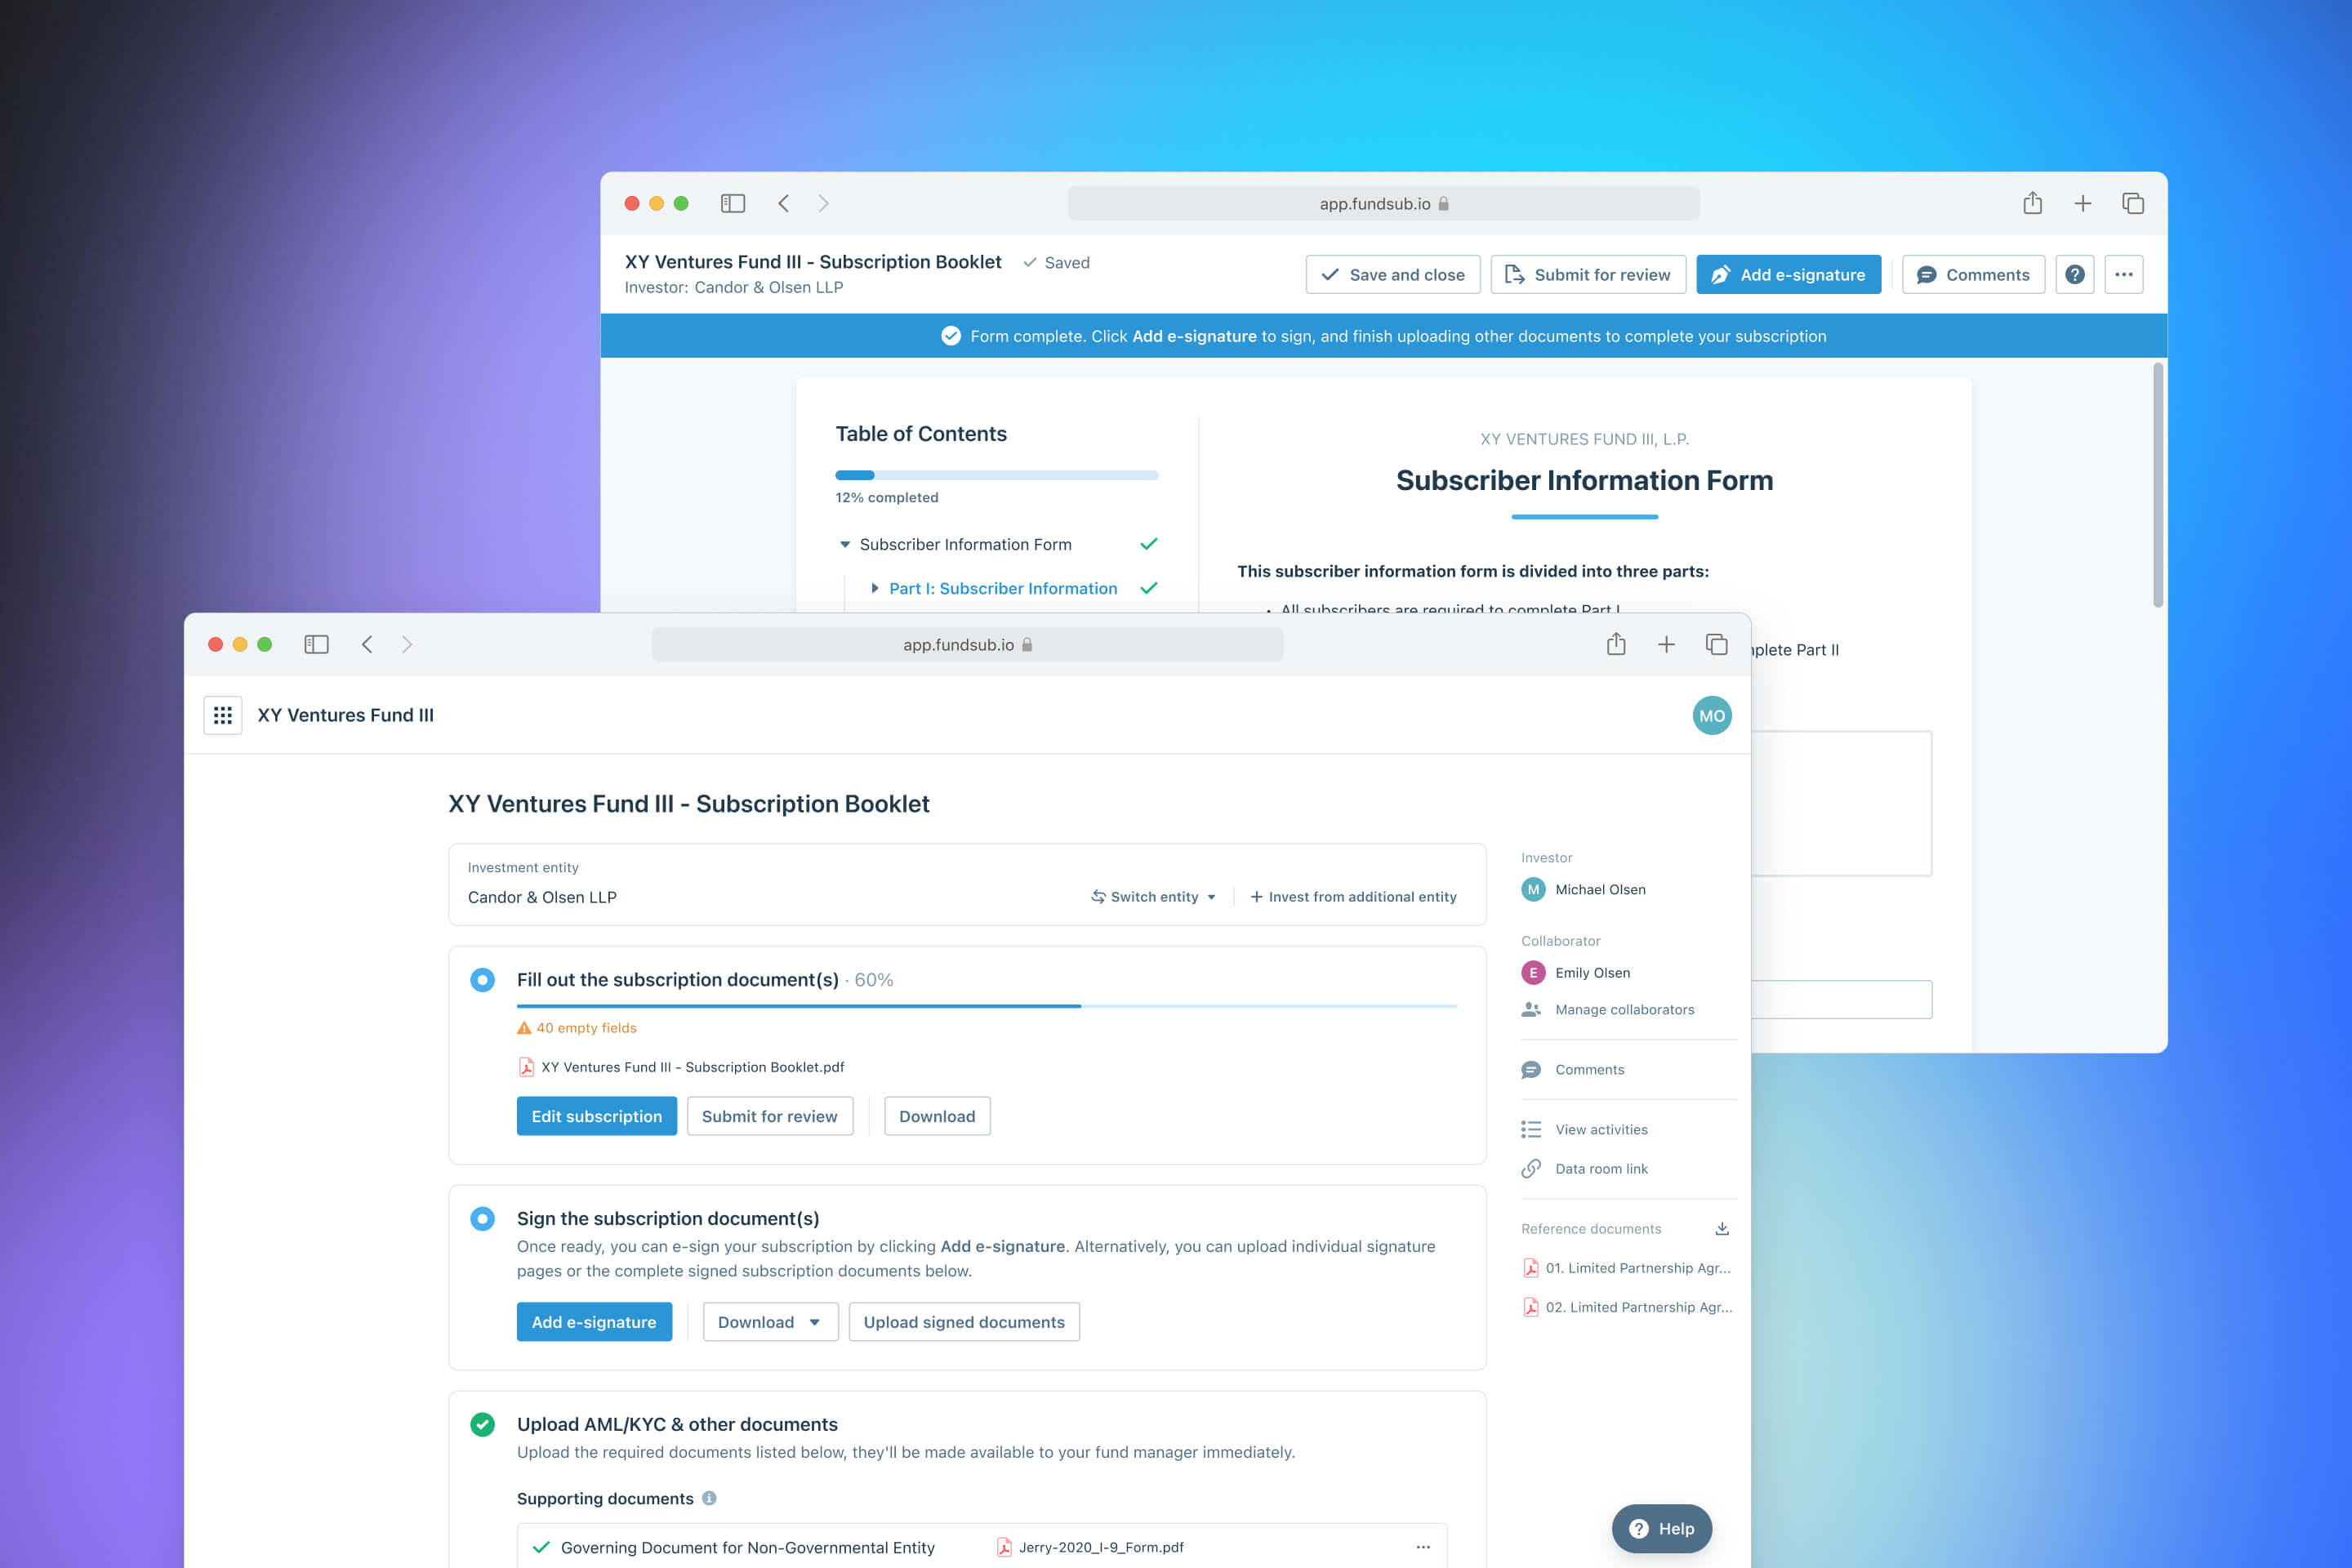 app.fundsub.io
XY Ventures Fund III - Subscription Booklet
Saved
Investor: Candor & Olsen LLP
Save and close
Submit for review
Add e-signature
Comments
?
Form complete. Click Add e-signature to sign, and finish uploading other documents to complete your subscription
Table of Contents
12% completed
Subscriber Information Form
Part I: Subscriber Information
XY VENTURES FUND III, L.P.
Subscriber Information Form
This subscriber information form is divided into three parts:
• All subscribers are required to complete Part I
Part II
app.fundsub.io
XY Ventures Fund III
MO
XY Ventures Fund III - Subscription Booklet
Investment entity
Candor & Olsen LLP
Switch entity
Invest from additional entity
Fill out the subscription document(s) · 60%
40 empty fields
XY Ventures Fund III - Subscription Booklet.pdf
Edit subscription
Submit for review
Download
Sign the subscription document(s)
Once ready, you can e-sign your subscription by clicking Add e-signature. Alternatively, you can upload individual signature
pages or the complete signed subscription documents below.
Add e-signature
Download
Upload signed documents
Upload AML/KYC & other documents
Upload the required documents listed below, they'll be made available to your fund manager immediately.
Supporting documents
Governing Document for Non-Governmental Entity
Jerry-2020_I-9_Form.pdf
Investor
M Michael Olsen
Collaborator
E Emily Olsen
Manage collaborators
Comments
View activities
Data room link
Reference documents
01. Limited Partnership Agr...
02. Limited Partnership Agr...
? Help